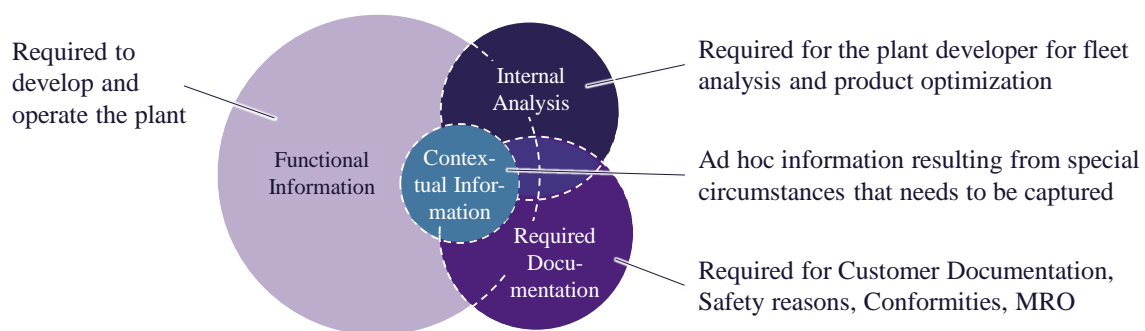 Required to
develop and
operate the plant
Functional
Information
Internal
Analysis
Contex-
tual Infor-
mation
Required
Docu-
mentation
Required for the plant developer for fleet
analysis and product optimization
Ad hoc information resulting from special
circumstances that needs to be captured
Required for Customer Documentation,
Safety reasons, Conformities, MRO